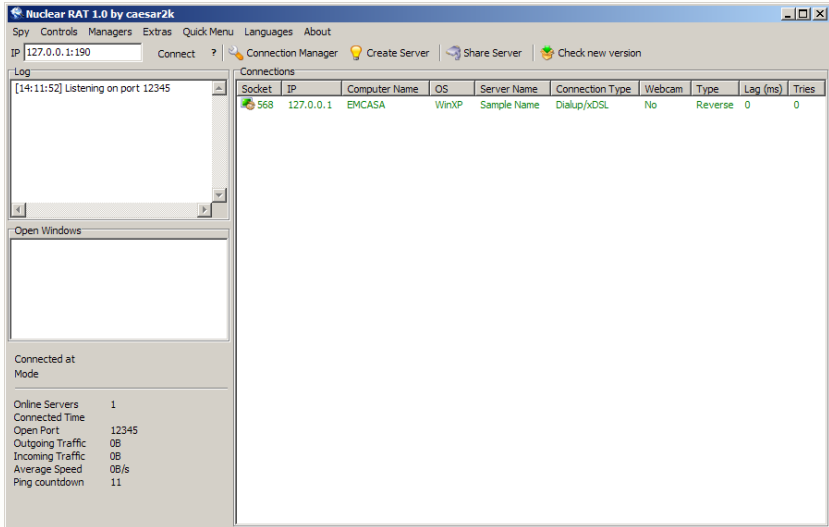 Nuclear RAT 1.0 by caesar2k
Spy Controls Managers Extras Quick Menu Languages About
IP 127.0.0.1:190 Connect ? Connection Manager Create Server Share Server Check new version
Log
[14:11:52] Listening on port 12345
Connections
Socket IP Computer Name OS Server Name Connection Type Webcam Type Lag (ms) Tries
568 127.0.0.1 EMCASA WinXP Sample Name Dialup/xDSL No Reverse 0 0
Open Windows
Connected at
Mode
Online Servers 1
Connected Time
Open Port 12345
Outgoing Traffic 0B
Incoming Traffic 0B
Average Speed 0B/s
Ping countdown 11